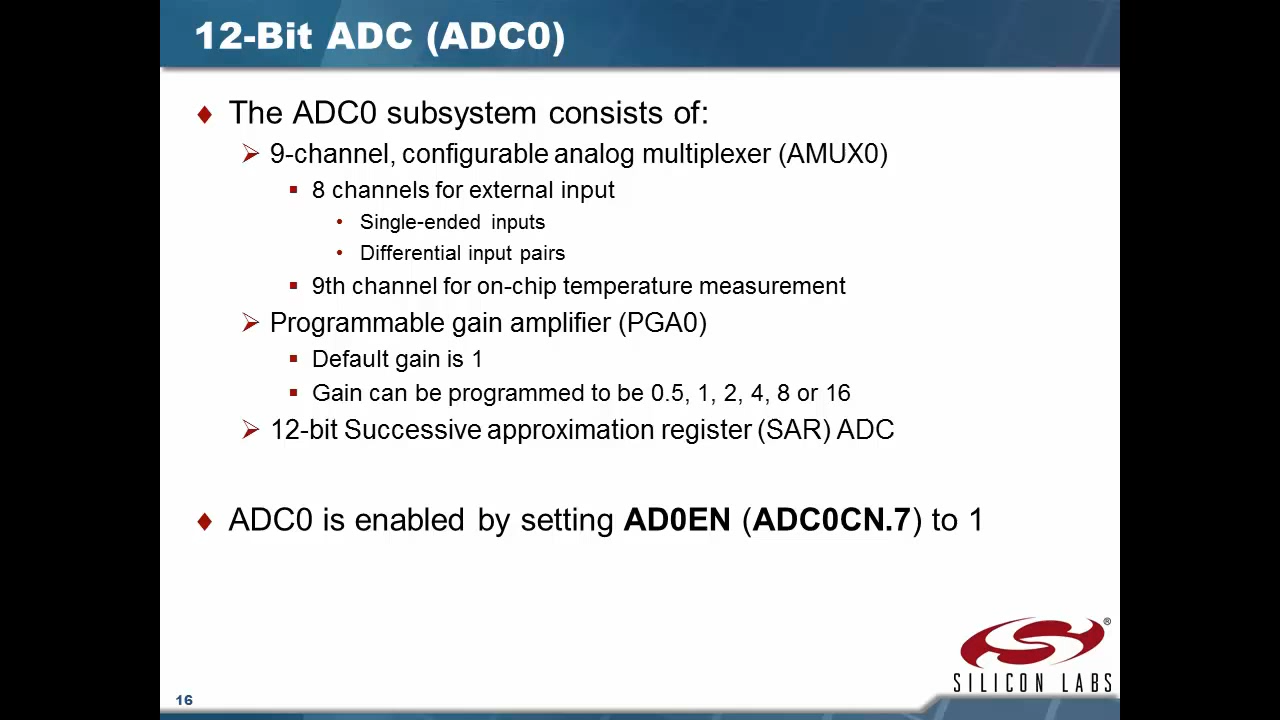 12-Bit ADC (ADC0)
The ADC0 subsystem consists of:
9-channel, configurable analog multiplexer (AMUX0)
8 channels for external input
Single-ended inputs
Differential input pairs
9th channel for on-chip temperature measurement
Programmable gain amplifier (PGA0)
Default gain is 1
Gain can be programmed to be 0.5, 1, 2, 4, 8 or 16
12-bit Successive approximation register (SAR) ADC
ADC0 is enabled by setting AD0EN (ADC0CN.7) to 1
®
SILICON LABS
16